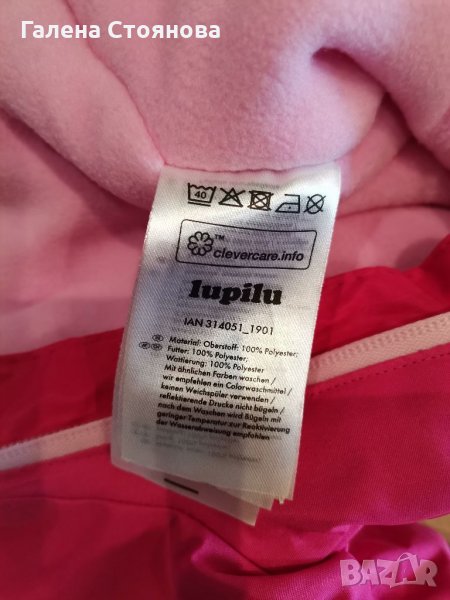 Галена Стоянова
40
™
clevercare.info
lupilu
IAN 314051_1901
Material: Oberstoff: 100% Polyester;
Futter: 100% Polyester;
Wattierung: 100% Polyester
Mit ähnlichen Farben waschen /
wir empfehlen ein Colorwaschmittel /
keinen Weichspüler verwenden /
reflektierende Drucke nicht bügeln /
nach dem Waschen wird Bügeln mit
geringer Temperatur zur Reaktivierung
der Wasserabweisung empfohlen
BAZAR